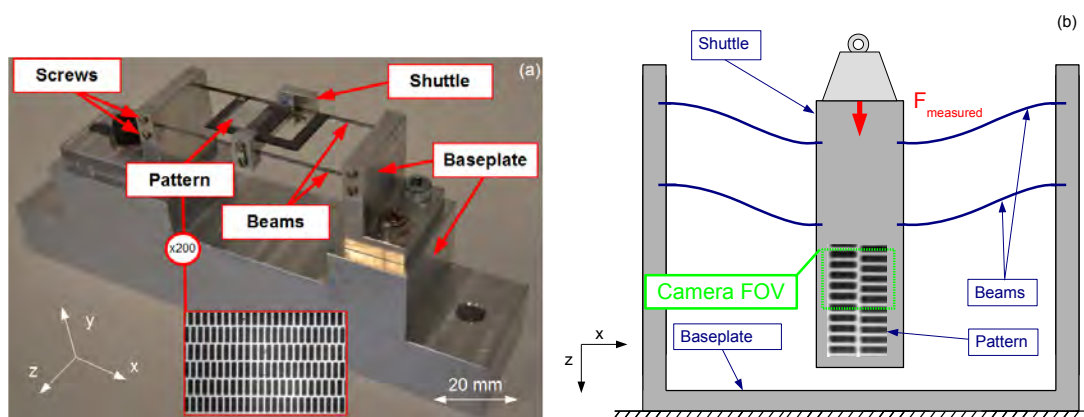 (a)
Screws
Shuttle
Baseplate
Pattern
Beams
x200
y
x
z
20 mm
(b)
Shuttle
F measured
Camera FOV
Beams
Pattern
Baseplate
x
z